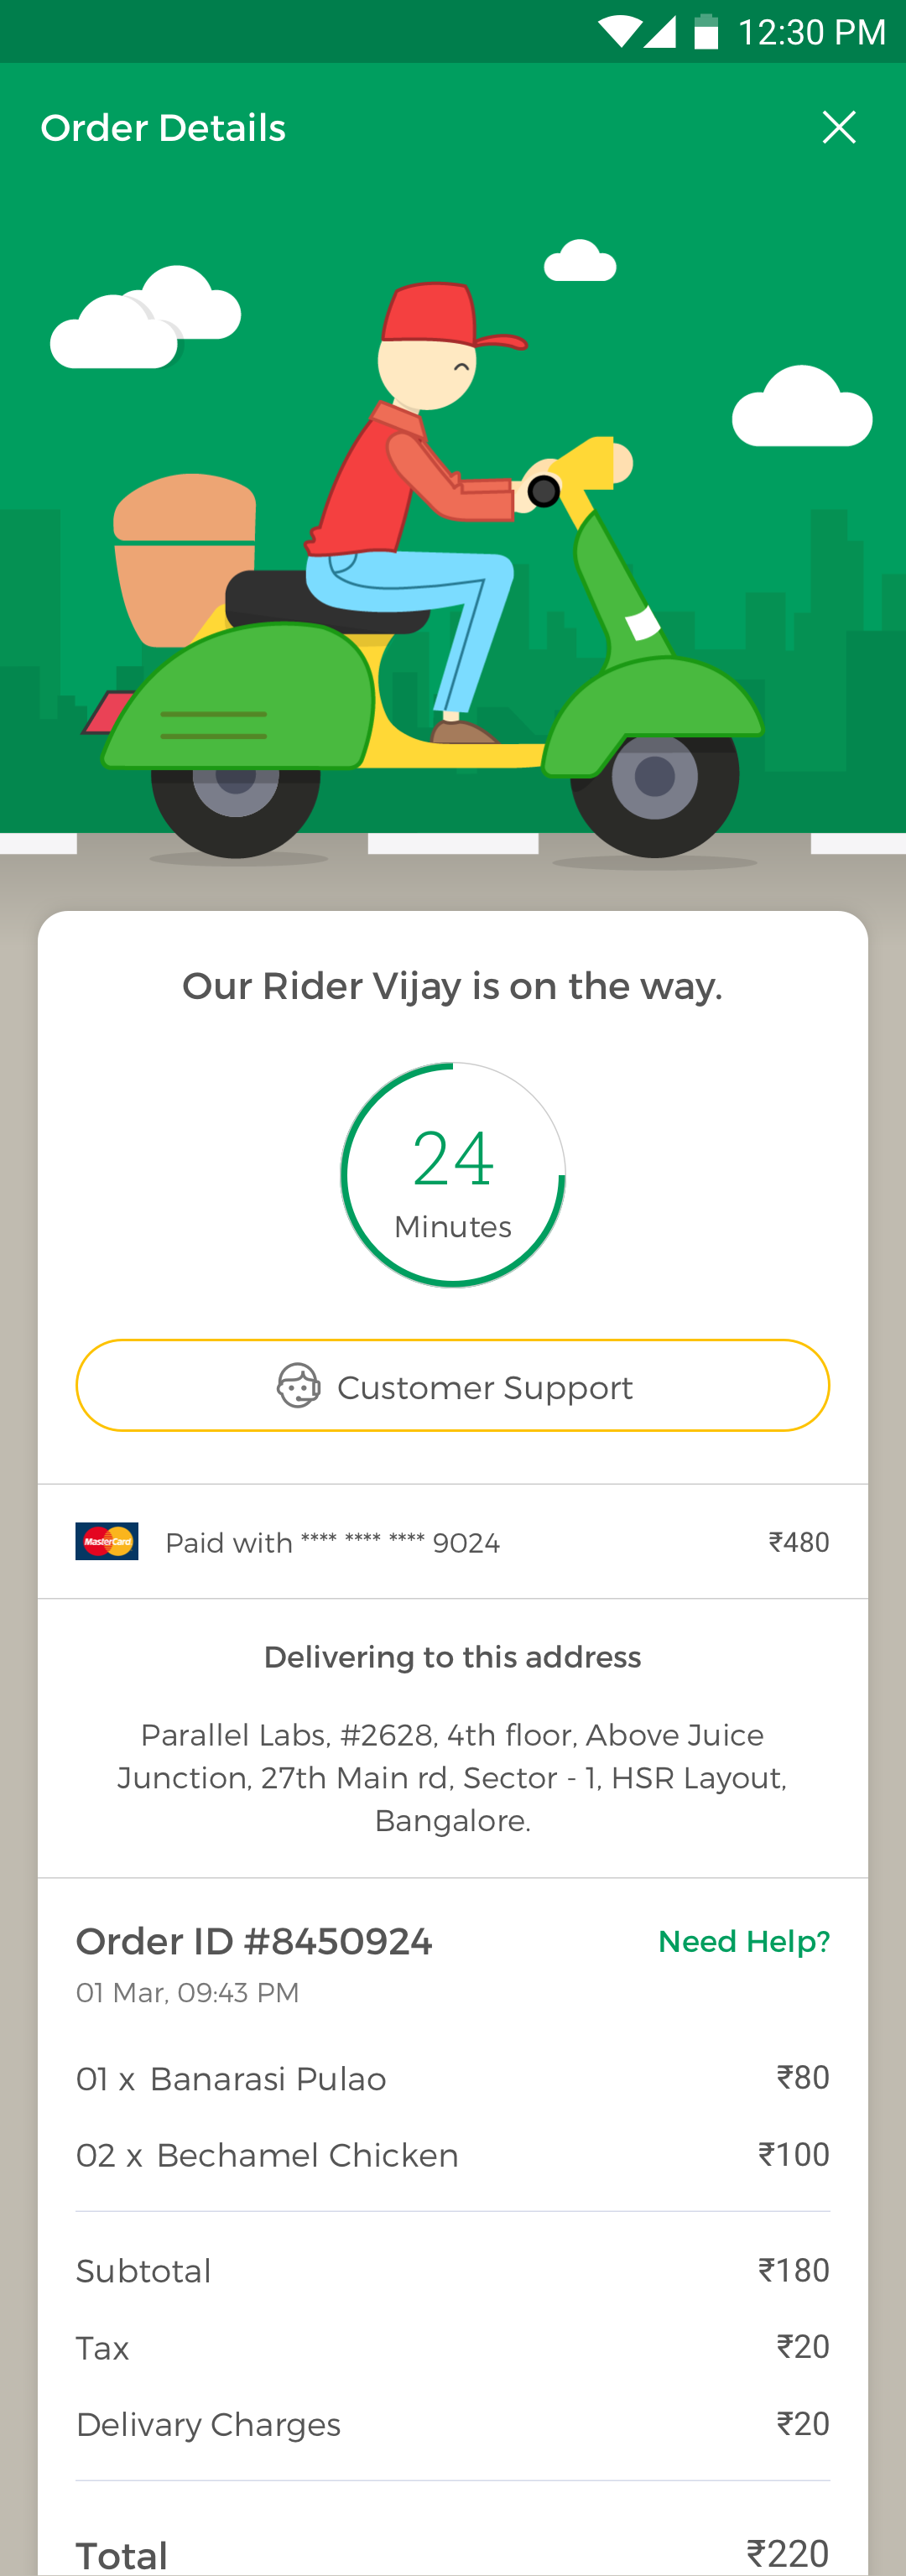 12:30 PM
Order Details
Our Rider Vijay is on the way.
24
Minutes
Customer Support
MasterCard
Paid with **** **** **** 9024 ₹480
Delivering to this address
Parallel Labs, #2628, 4th floor, Above Juice
Junction, 27th Main rd, Sector - 1, HSR Layout,
Bangalore.
Order ID #8450924 Need Help?
01 Mar, 09:43 PM
01 x Banarasi Pulao ₹80
02 x Bechamel Chicken ₹100
Subtotal ₹180
Tax ₹20
Delivary Charges ₹20
Total ₹220